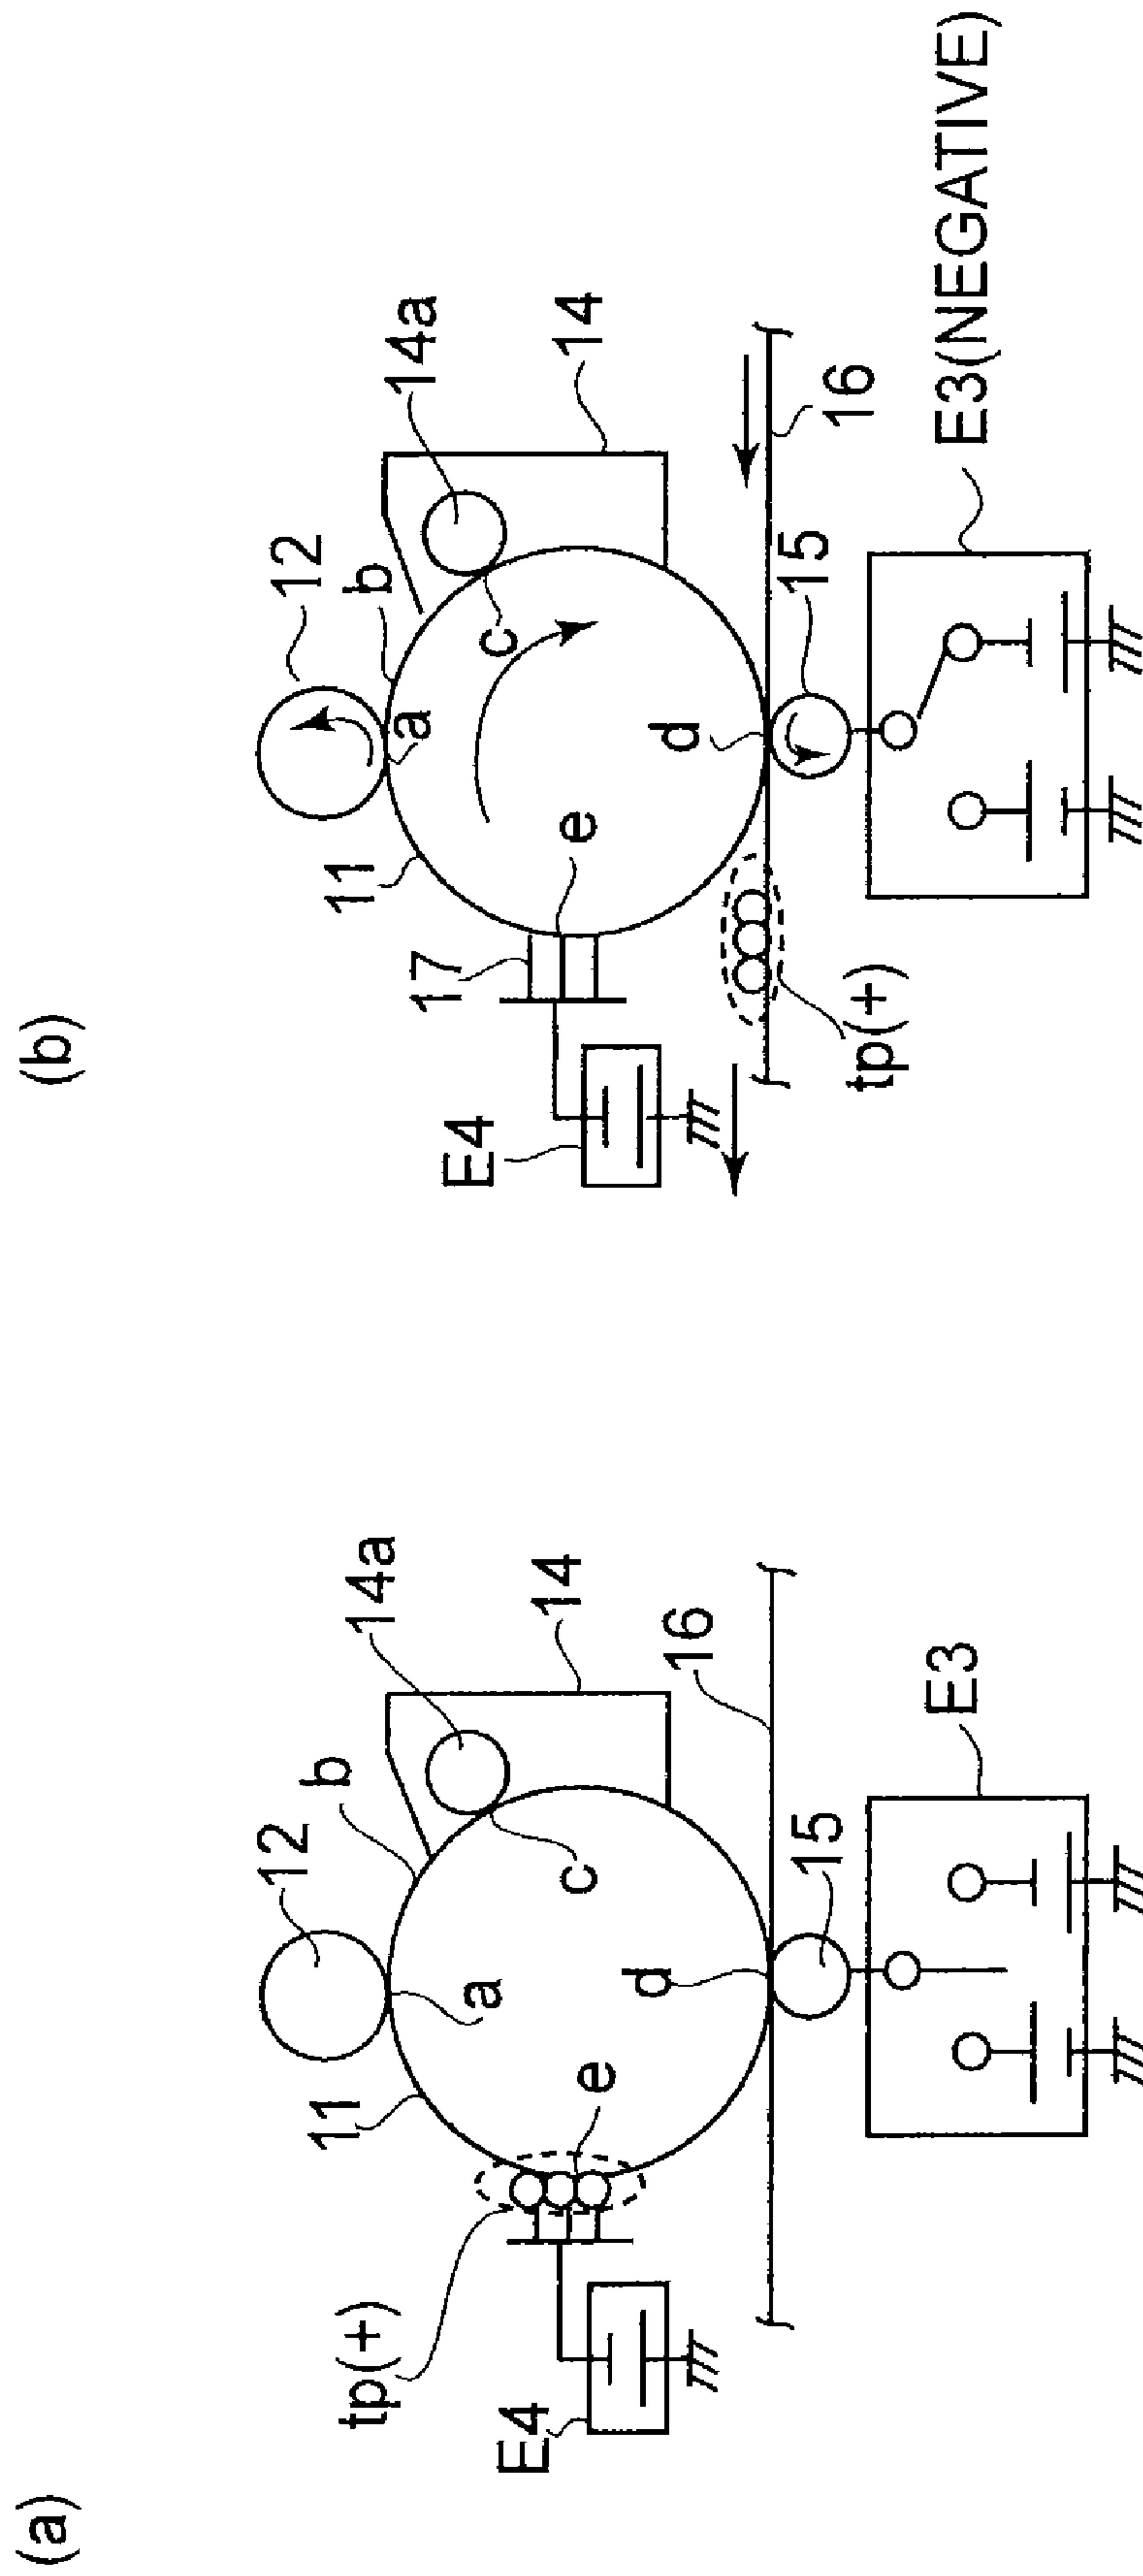 (a)
12
b
14a
14
11
a
c
tp(+)
e
d
16
E4
15
E3
(b)
12
b
14a
11
a
c
14
17
e
d
E4
15
16
tp(+)
E3(NEGATIVE)